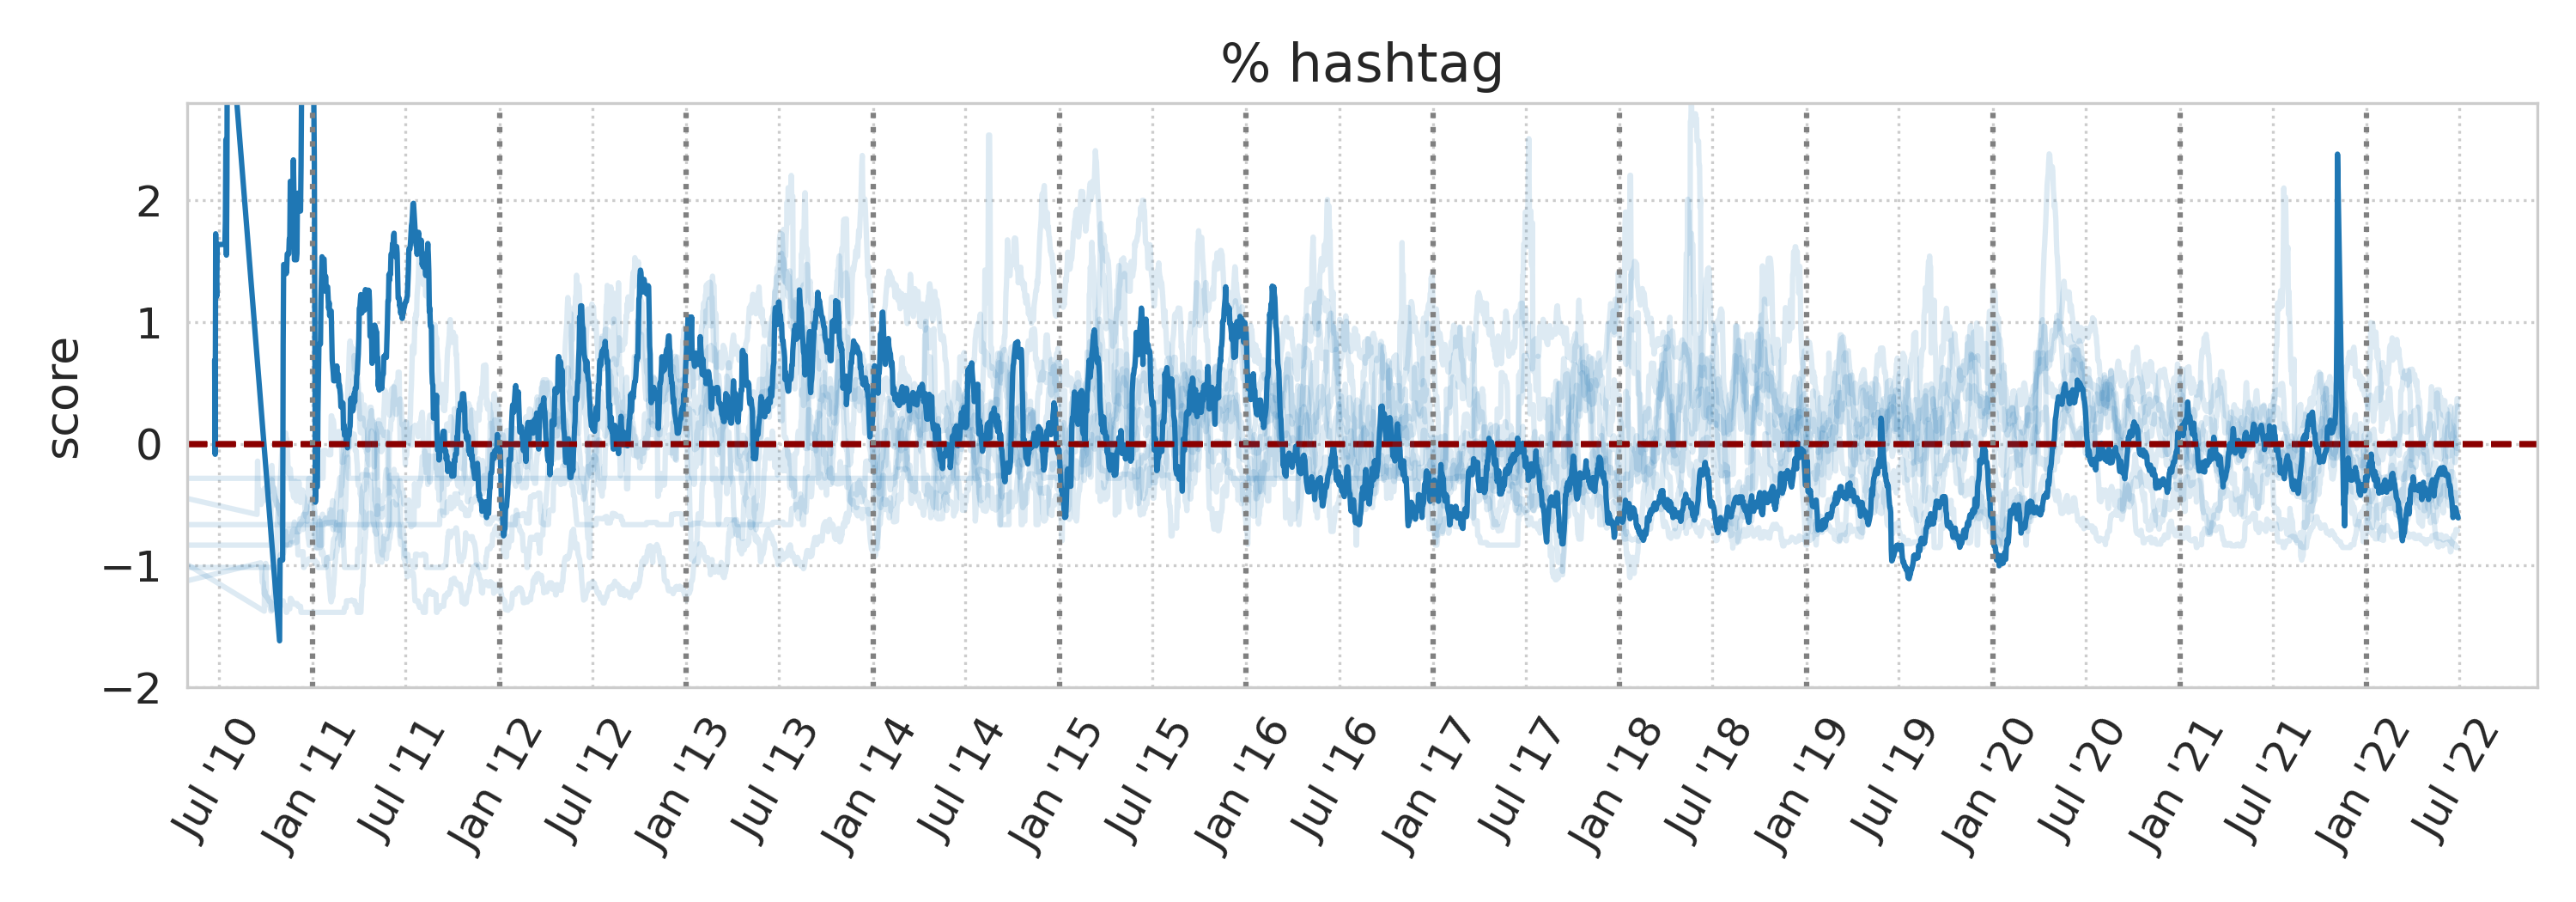 % hashtag
score
2
1
0
−1
−2
Jul '10
Jan '11
Jul '11
Jan '12
Jul '12
Jan '13
Jul '13
Jan '14
Jul '14
Jan '15
Jul '15
Jan '16
Jul '16
Jan '17
Jul '17
Jan '18
Jul '18
Jan '19
Jul '19
Jan '20
Jul '20
Jan '21
Jul '21
Jan '22
Jul '22